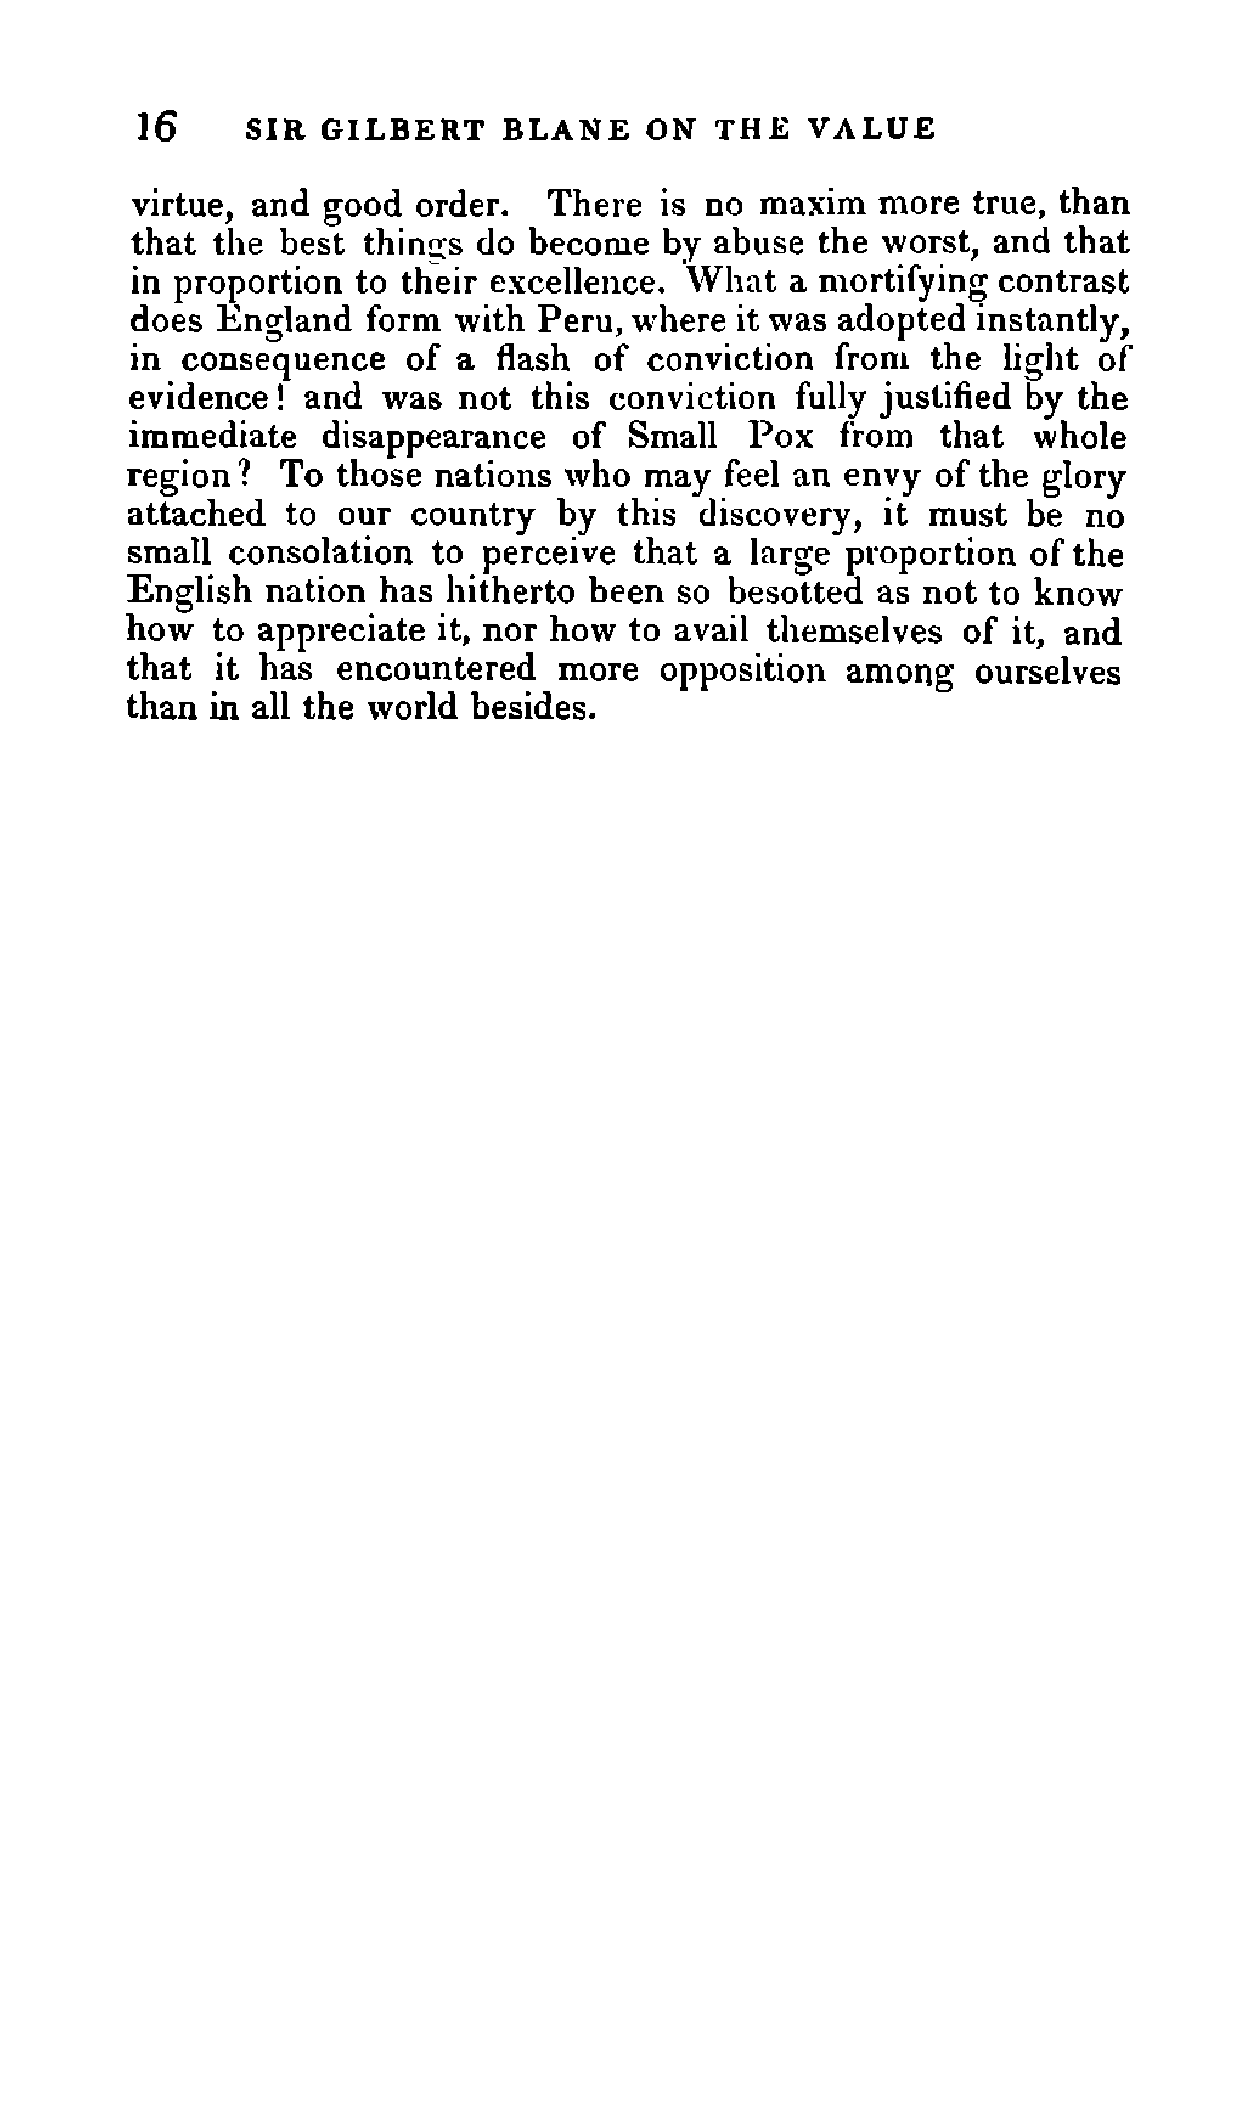 16 SIR GILBERT BLANE ON THE VALUE
virtue, and good order. There is no maxim more true, than
that the best things do become by abuse the worst, and that
in proportion to their excellence. What a mortifying contrast
does England form with Peru, where it was adopted instantly,
in consequence of a flash of conviction from the light of
evidence! and was not this conviction fully justified by the
immediate disappearance of Small Pox from that whole
region? To those nations who may feel an envy of the glory
attached to our country by this discovery, it must be no
small consolation to perceive that a large proportion of the
English nation has hitherto been so besotted as not to know
how to appreciate it, nor how to avail themselves of it, and
that it has encountered more opposition among ourselves
than in all the world besides.